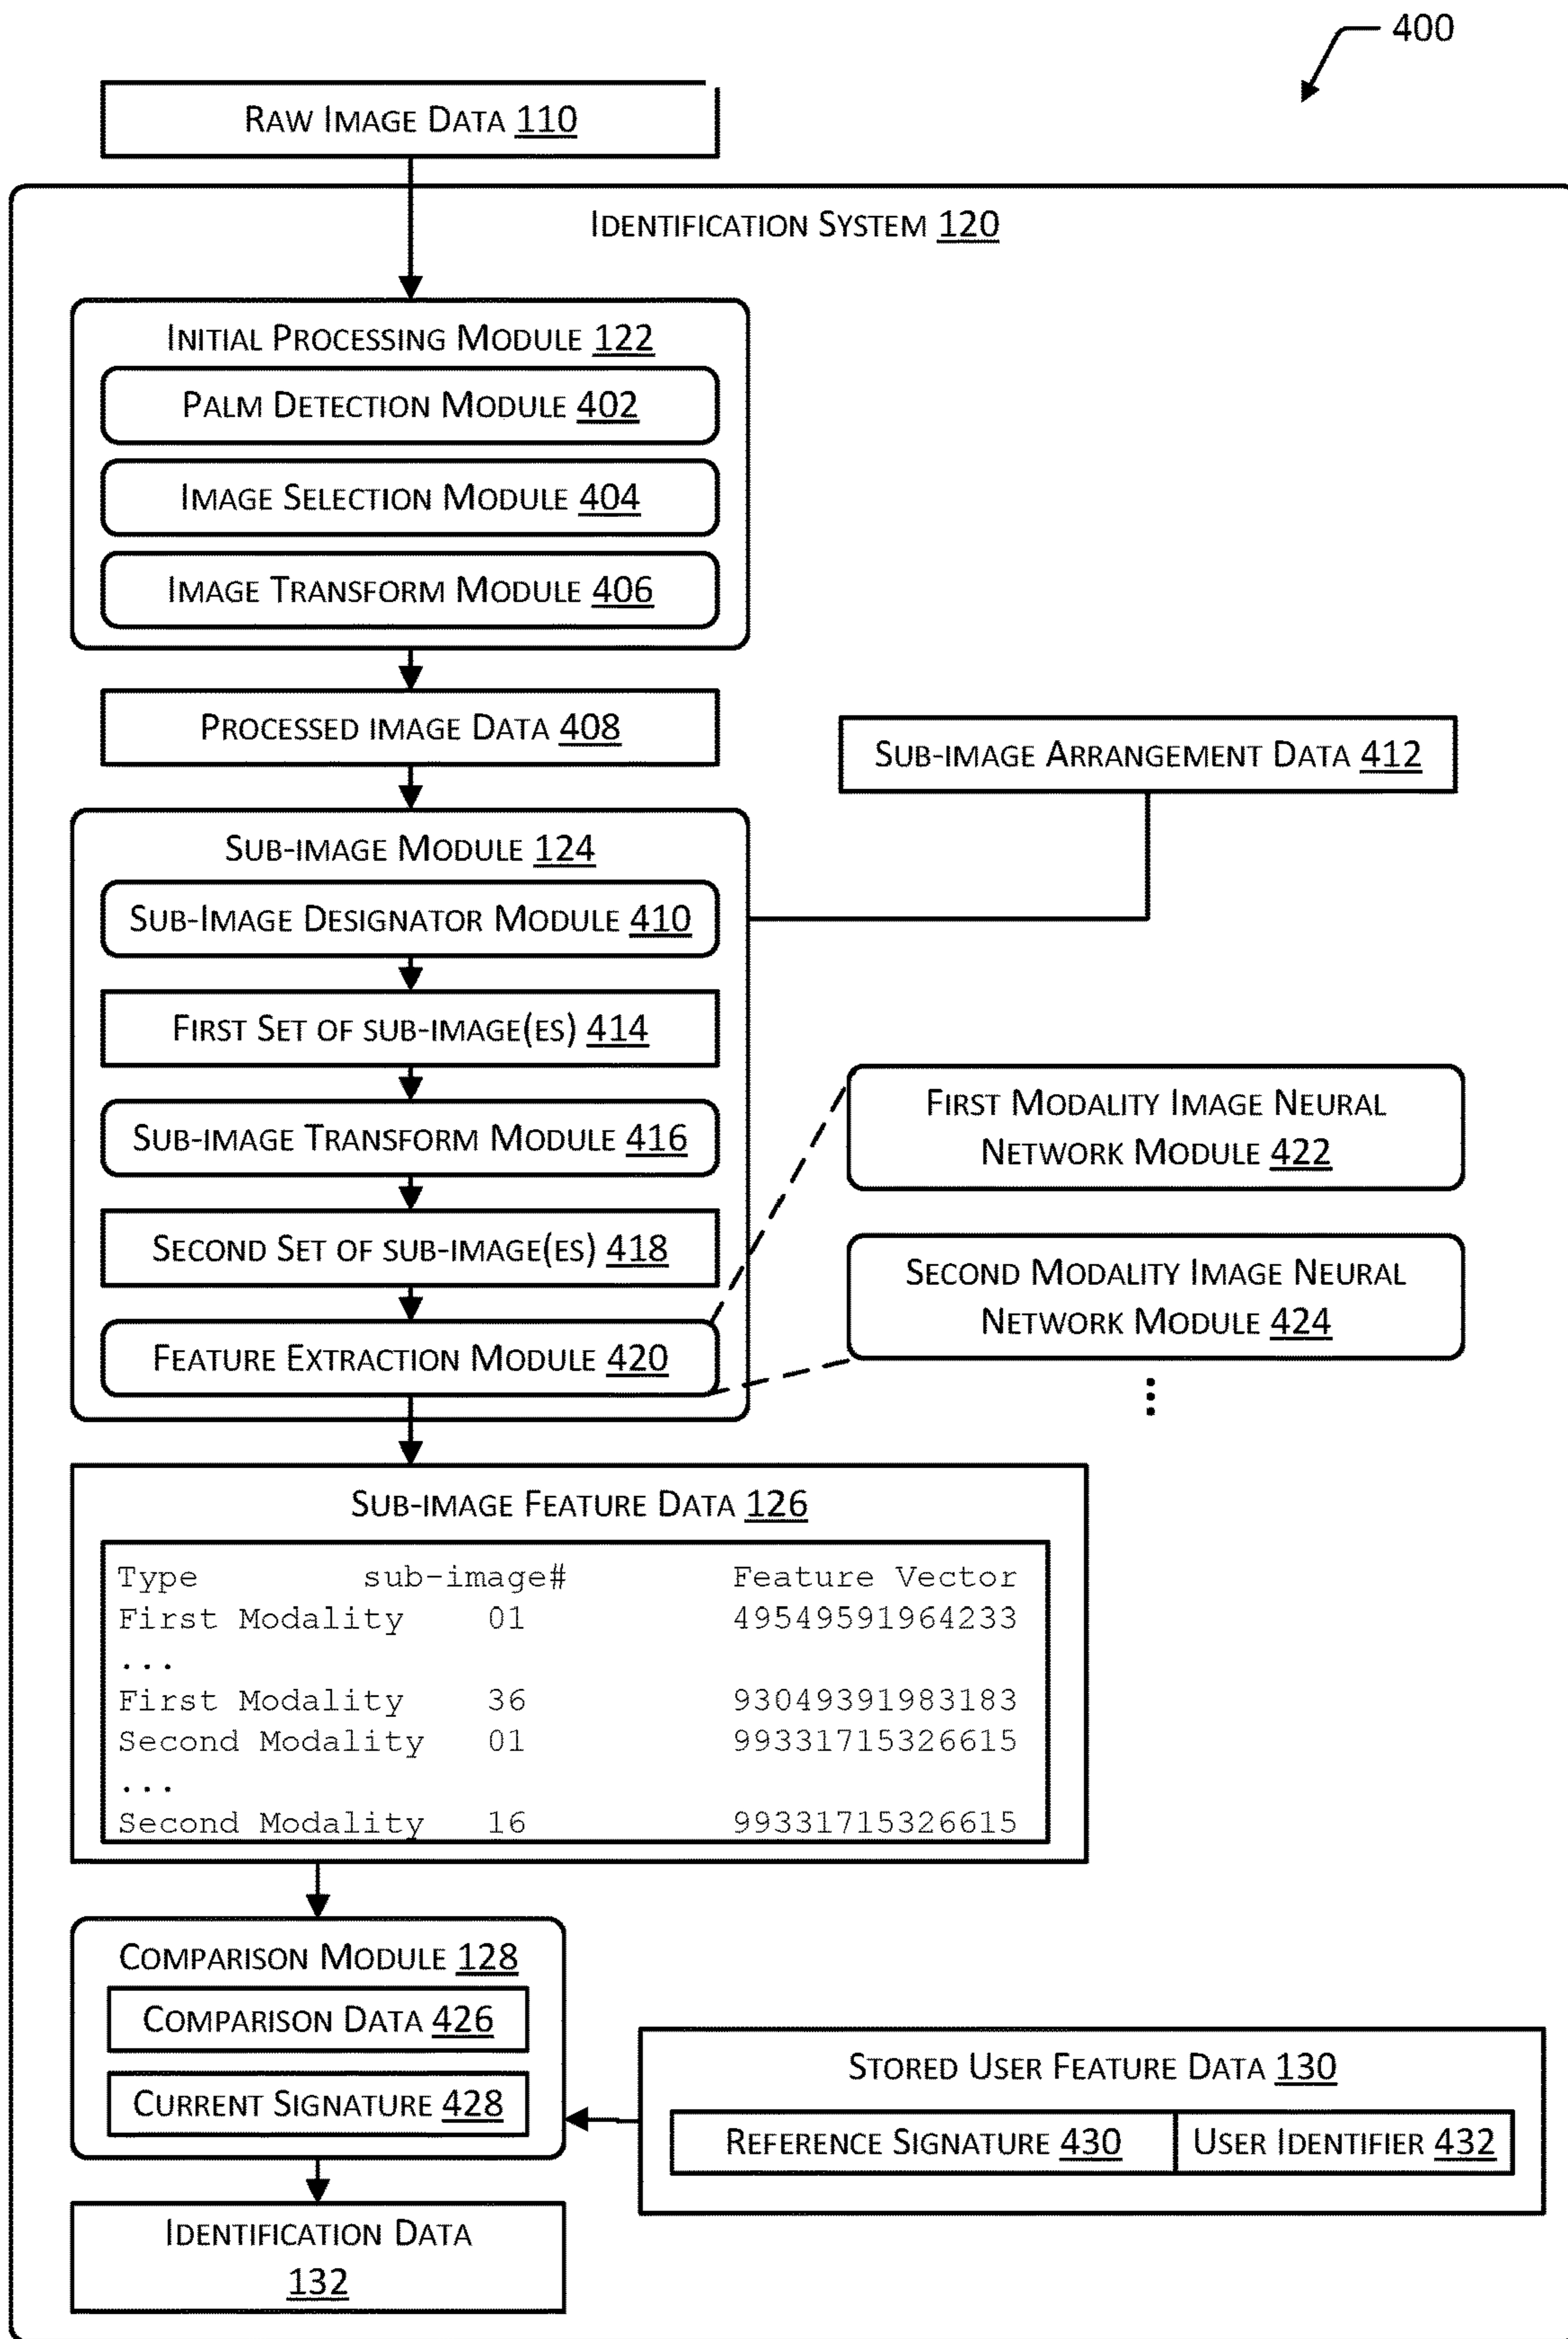 400
RAW IMAGE DATA 110
IDENTIFICATION SYSTEM 120
INITIAL PROCESSING MODULE 122
PALM DETECTION MODULE 402
IMAGE SELECTION MODULE 404
IMAGE TRANSFORM MODULE 406
PROCESSED IMAGE DATA 408
SUB-IMAGE ARRANGEMENT DATA 412
SUB-IMAGE MODULE 124
SUB-IMAGE DESIGNATOR MODULE 410
FIRST SET OF SUB-IMAGE(ES) 414
SUB-IMAGE TRANSFORM MODULE 416
SECOND SET OF SUB-IMAGE(ES) 418
FEATURE EXTRACTION MODULE 420
FIRST MODALITY IMAGE NEURAL
NETWORK MODULE 422
SECOND MODALITY IMAGE NEURAL
NETWORK MODULE 424
SUB-IMAGE FEATURE DATA 126
Type sub-image# Feature Vector
First Modality 01 49549591964233
...
First Modality 36 93049391983183
Second Modality 01 99331715326615
...
Second Modality 16 99331715326615
COMPARISON MODULE 128
COMPARISON DATA 426
CURRENT SIGNATURE 428
STORED USER FEATURE DATA 130
REFERENCE SIGNATURE 430 USER IDENTIFIER 432
IDENTIFICATION DATA
132